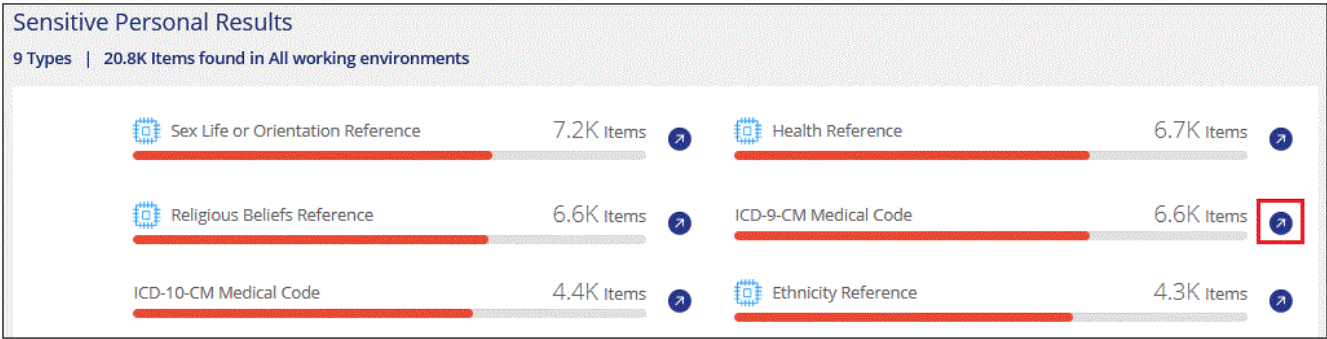 Sensitive Personal Results
9 Types | 20.8K Items found in All working environments
Sex Life or Orientation Reference 7.2K Items
Health Reference 6.7K Items
Religious Beliefs Reference 6.6K Items
ICD-9-CM Medical Code 6.6K Items
ICD-10-CM Medical Code 4.4K Items
Ethnicity Reference 4.3K Items